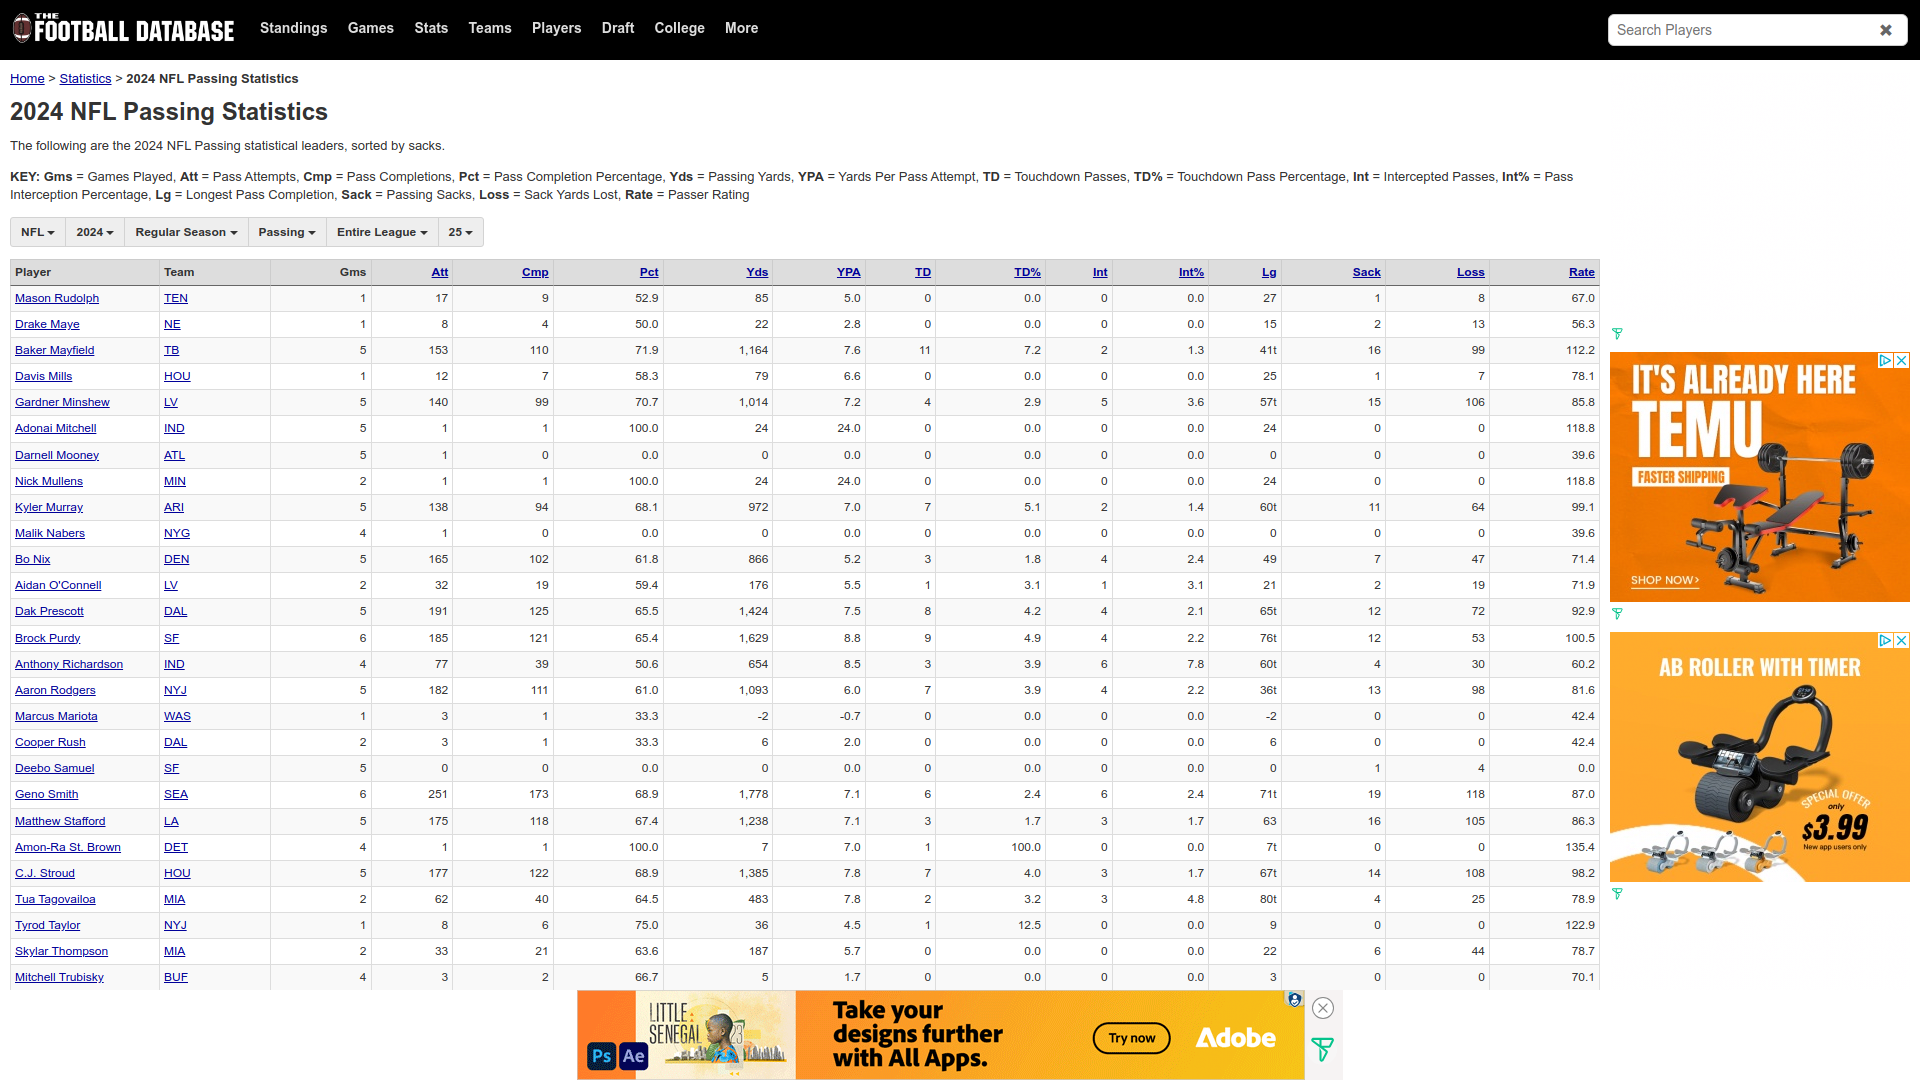 THE
FOOTBALL DATABASE
Standings Games Stats Teams Players Draft College More
Search Players
Home > Statistics > 2024 NFL Passing Statistics
2024 NFL Passing Statistics
The following are the 2024 NFL Passing statistical leaders, sorted by sacks.
KEY: Gms = Games Played, Att = Pass Attempts, Cmp = Pass Completions, Pct = Pass Completion Percentage, Yds = Passing Yards, YPA = Yards Per Pass Attempt, TD = Touchdown Passes, TD% = Touchdown Pass Percentage, Int = Intercepted Passes, Int% = Pass
Interception Percentage, Lg = Longest Pass Completion, Sack = Passing Sacks, Loss = Sack Yards Lost, Rate = Passer Rating
NFL 2024 Regular Season Passing Entire League 25
Player Team Gms Att Cmp Pct Yds YPA TD TD% Int Int% Lg Sack Loss Rate
Mason Rudolph TEN 1 17 9 52.9 85 5.0 0 0.0 0 0.0 27 1 8 67.0
Drake Maye NE 1 8 4 50.0 22 2.8 0 0.0 0 0.0 15 2 13 56.3
Baker Mayfield TB 5 153 110 71.9 1,164 7.6 11 7.2 2 1.3 41t 16 99 112.2
Davis Mills HOU 1 12 7 58.3 79 6.6 0 0.0 0 0.0 25 1 7 78.1
Gardner Minshew LV 5 140 99 70.7 1,014 7.2 4 2.9 5 3.6 57t 15 106 85.8
Adonai Mitchell IND 5 1 1 100.0 24 24.0 0 0.0 0 0.0 24 0 0 118.8
Darnell Mooney ATL 5 1 0 0.0 0 0.0 0 0.0 0 0.0 0 0 0 39.6
Nick Mullens MIN 2 1 1 100.0 24 24.0 0 0.0 0 0.0 24 0 0 118.8
Kyler Murray ARI 5 138 94 68.1 972 7.0 7 5.1 2 1.4 60t 11 64 99.1
Malik Nabers NYG 4 1 0 0.0 0 0.0 0 0.0 0 0.0 0 0 0 39.6
Bo Nix DEN 5 165 102 61.8 866 5.2 3 1.8 4 2.4 49 7 47 71.4
Aidan O'Connell LV 2 32 19 59.4 176 5.5 1 3.1 1 3.1 21 2 19 71.9
Dak Prescott DAL 5 191 125 65.5 1,424 7.5 8 4.2 4 2.1 65t 12 72 92.9
Brock Purdy SF 6 185 121 65.4 1,629 8.8 9 4.9 4 2.2 76t 12 53 100.5
Anthony Richardson IND 4 77 39 50.6 654 8.5 3 3.9 6 7.8 60t 4 30 60.2
Aaron Rodgers NYJ 5 182 111 61.0 1,093 6.0 7 3.9 4 2.2 36t 13 98 81.6
Marcus Mariota WAS 1 3 1 33.3 -2 -0.7 0 0.0 0 0.0 -2 0 0 42.4
Cooper Rush DAL 2 3 1 33.3 6 2.0 0 0.0 0 0.0 6 0 0 42.4
Deebo Samuel SF 5 0 0 0.0 0 0.0 0 0.0 0 0.0 0 1 4 0.0
Geno Smith SEA 6 251 173 68.9 1,778 7.1 6 2.4 6 2.4 71t 19 118 87.0
Matthew Stafford LA 5 175 118 67.4 1,238 7.1 3 1.7 3 1.7 63 16 105 86.3
Amon-Ra St. Brown DET 4 1 1 100.0 7 7.0 1 100.0 0 0.0 7t 0 0 135.4
C.J. Stroud HOU 5 177 122 68.9 1,385 7.8 7 4.0 3 1.7 67t 14 108 98.2
Tua Tagovailoa MIA 2 62 40 64.5 483 7.8 2 3.2 3 4.8 80t 4 25 78.9
Tyrod Taylor NYJ 1 8 6 75.0 36 4.5 1 12.5 0 0.0 9 0 0 122.9
Skylar Thompson MIA 2 33 21 63.6 187 5.7 0 0.0 0 0.0 22 6 44 78.7
Mitchell Trubisky BUF 4 3 2 66.7 5 1.7 0 0.0 0 0.0 3 0 0 70.1
IT'S ALREADY HERE
TEMU
FASTER SHIPPING
SHOP NOW>
AB ROLLER WITH TIMER
SPECIAL OFFER
only
$3.99
New app users only
LITTLE
SENEGAL
23
Ps Ae
Take your
designs further
with All Apps.
Try now
Adobe